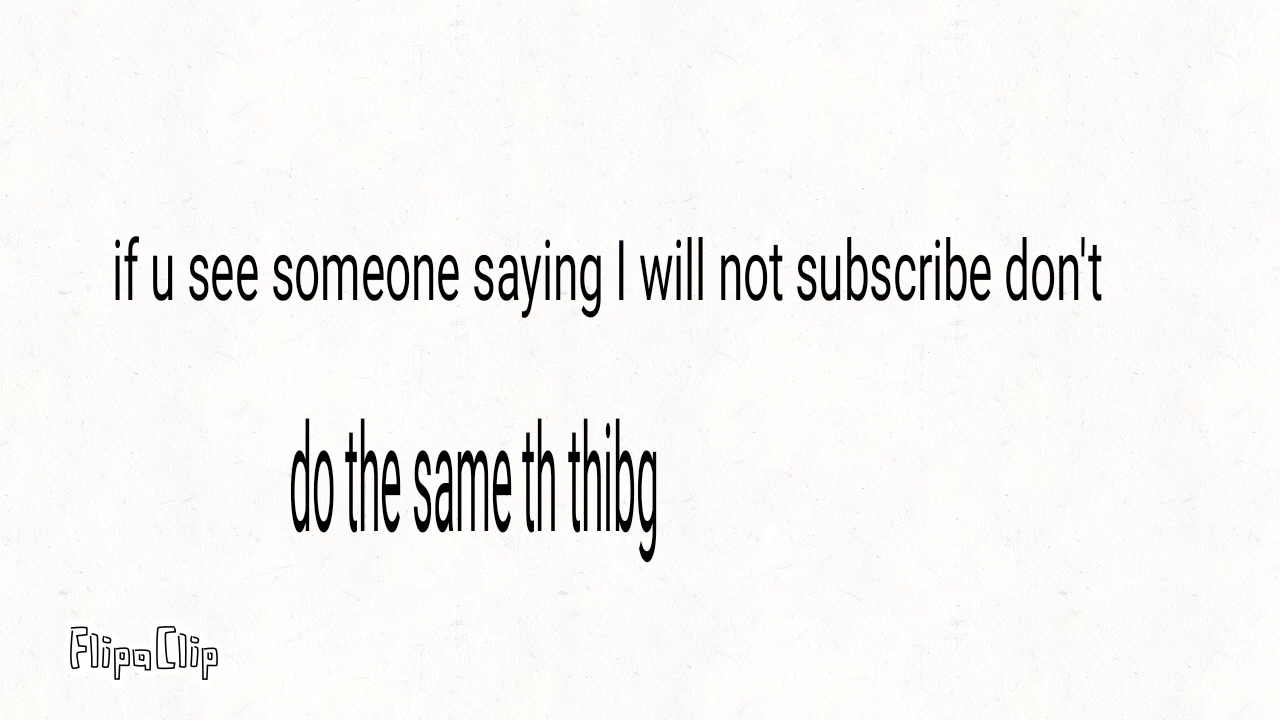 if u see someone saying I will not subscribe don't
do the same th thibg
FlipaClip